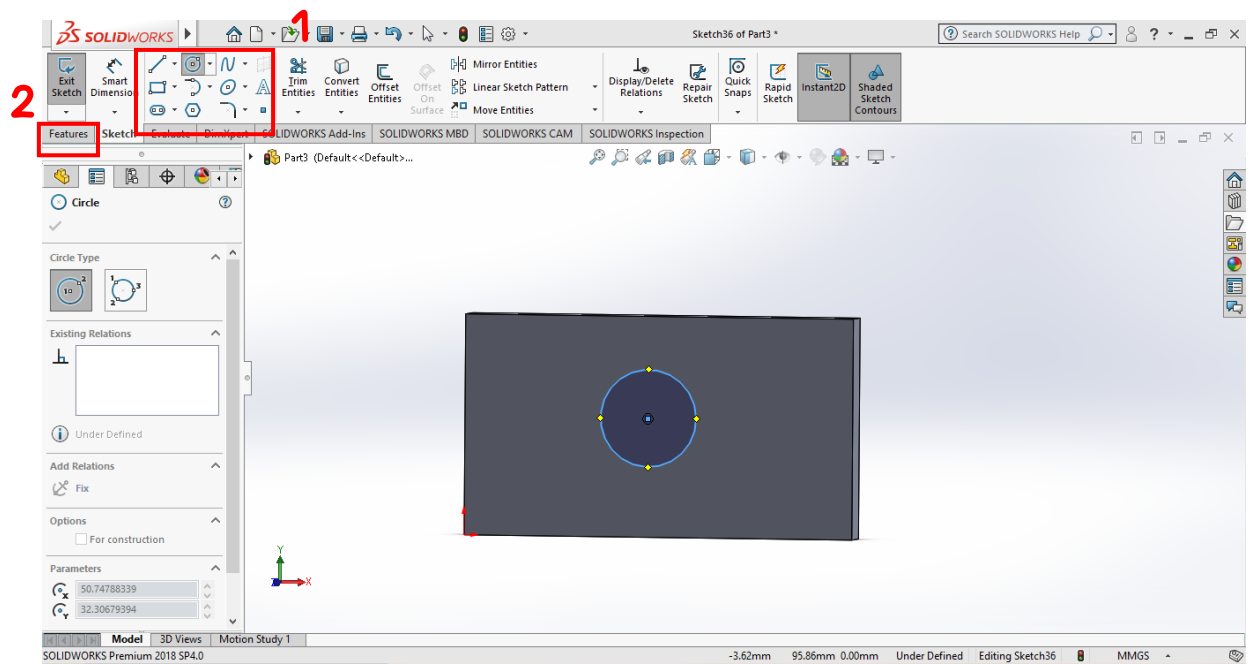 1
SOLIDWORKS
Sketch36 of Part3 *
Search SOLIDWORKS Help
?
Exit Sketch
Smart Dimension
A
Trim Entities
Convert Entities
Offset Entities
Offset On Surface
Mirror Entities
Linear Sketch Pattern
Move Entities
Display/Delete Relations
Repair Sketch
Quick Snaps
Rapid Sketch
Instant2D
Shaded Sketch Contours
2
Features Sketch Evaluate DimXpert SOLIDWORKS Add-Ins SOLIDWORKS MBD SOLIDWORKS CAM SOLIDWORKS Inspection
Part3 (Default<<Default>...
Circle
?
Circle Type
1 2 3
Existing Relations
Under Defined
Add Relations
Fix
Options
For construction
Parameters
X 50.74788339
Y 32.30679394
Y
Z X
Model 3D Views Motion Study 1
SOLIDWORKS Premium 2018 SP4.0
-3.62mm 95.86mm 0.00mm Under Defined Editing Sketch36 MMGS